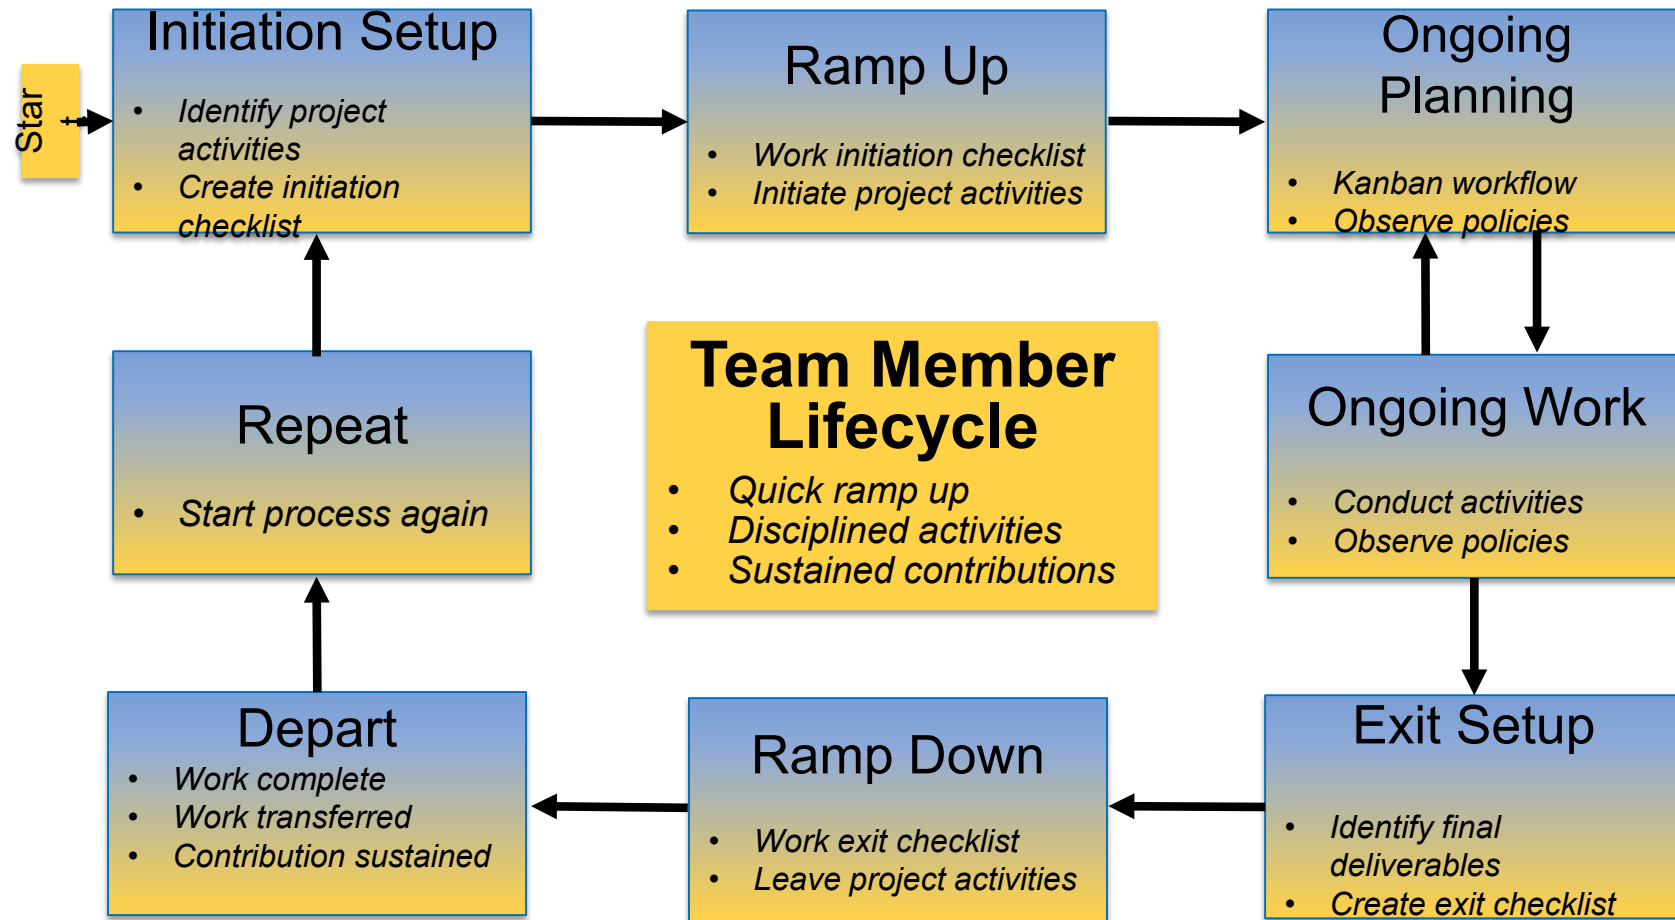 Star
t
Initiation Setup
• Identify project
activities
• Create initiation
checklist
Ramp Up
• Work initiation checklist
• Initiate project activities
Ongoing
Planning
• Kanban workflow
• Observe policies
Repeat
• Start process again
Team Member
Lifecycle
• Quick ramp up
• Disciplined activities
• Sustained contributions
Ongoing Work
• Conduct activities
• Observe policies
Depart
• Work complete
• Work transferred
• Contribution sustained
Ramp Down
• Work exit checklist
• Leave project activities
Exit Setup
• Identify final
deliverables
• Create exit checklist